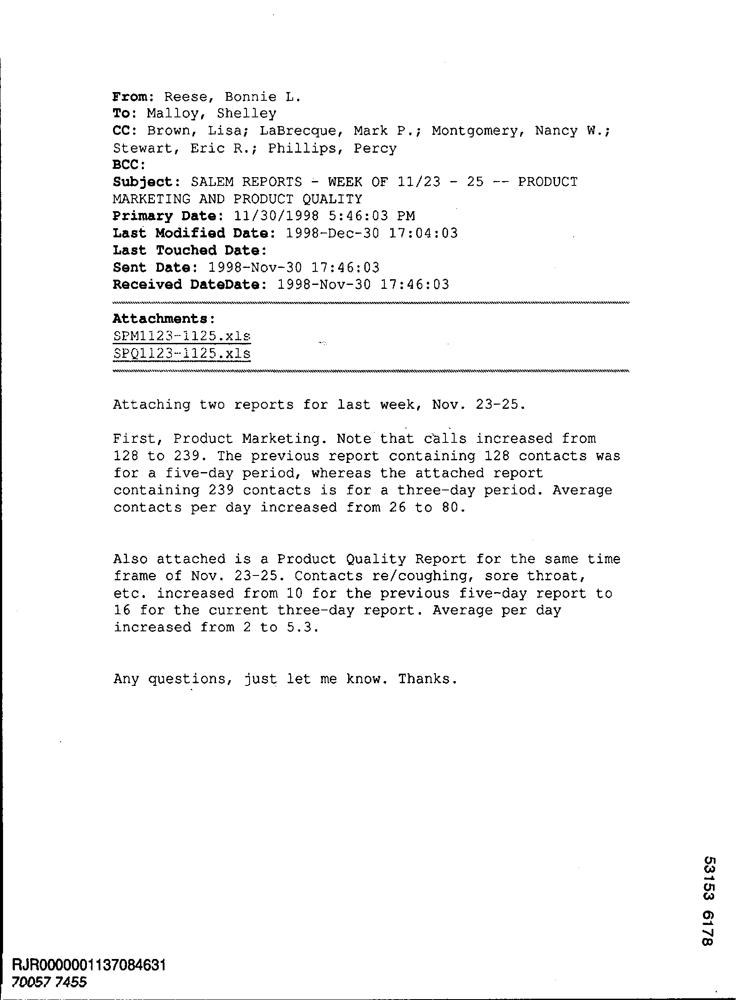 From: Reese, Bonnie L.
To: Malloy, Shelley
CC: Brown, Lisa; LaBrecque, Mark P.; Montgomery, Nancy W.;
Stewart, Eric R.; Phillips, Percy
BCC:
Subject: SALEM REPORTS - WEEK OF 11/23 - 25 -- PRODUCT
MARKETING AND PRODUCT QUALITY
Primary Date: 11/30/1998 5:46:03 PM
Last Modified Date: 1998-Dec-30 17:04:03
Last Touched Date:
Sent Date: 1998-Nov-30 17:46:03
Received DateDate: 1998-Nov-30 17:46:03
Attachments:
SPM1123-1125.xls
SPQ1123-1125.xls
Attaching two reports for last week, Nov. 23-25.
First, Product Marketing. Note that calls increased from
128 to 239. The previous report containing 128 contacts was
for a five-day period, whereas the attached report
containing 239 contacts is for a three-day period. Average
contacts per day increased from 26 to 80.
Also attached is a Product Quality Report for the same time
frame of Nov. 23-25. Contacts re/coughing, sore throat,
etc. increased from 10 for the previous five-day report to
16 for the current three-day report. Average per day
increased from 2 to 5.3.
Any questions, just let me know. Thanks.
53153 6178
RJR0000001137084631
70057 7455